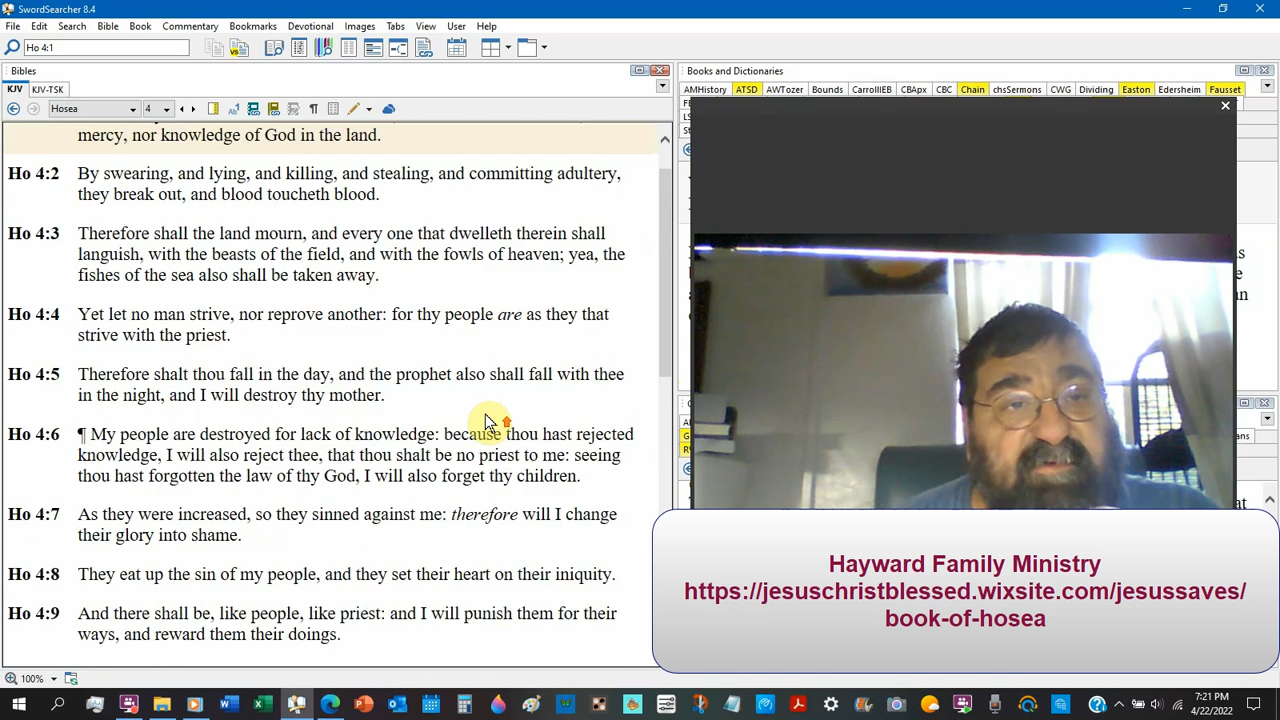 SwordSearcher 8.4
File Edit Search Bible Book Commentary Bookmarks Devotional Images Tabs View User Help
Ho 4:1
Bibles
KJV KJV-TSK
Hosea 4
mercy, nor knowledge of God in the land.
Ho 4:2 By swearing, and lying, and killing, and stealing, and committing adultery,
they break out, and blood toucheth blood.
Ho 4:3 Therefore shall the land mourn, and every one that dwelleth therein shall
languish, with the beasts of the field, and with the fowls of heaven; yea, the
fishes of the sea also shall be taken away.
Ho 4:4 Yet let no man strive, nor reprove another: for thy people are as they that
strive with the priest.
Ho 4:5 Therefore shalt thou fall in the day, and the prophet also shall fall with thee
in the night, and I will destroy thy mother.
Ho 4:6 ¶ My people are destroyed for lack of knowledge: because thou hast rejected
knowledge, I will also reject thee, that thou shalt be no priest to me: seeing
thou hast forgotten the law of thy God, I will also forget thy children.
Ho 4:7 As they were increased, so they sinned against me: therefore will I change
their glory into shame.
Ho 4:8 They eat up the sin of my people, and they set their heart on their iniquity.
Ho 4:9 And there shall be, like people, like priest: and I will punish them for their
ways, and reward them their doings.
100%
Books and Dictionaries
AMHistory ATSD AWTozer Bounds CarrollIEB CBApx CBC Chain chsSermons CWG Dividing Easton Edersheim Fausset
Hayward Family Ministry
https://jesuschristblessed.wixsite.com/jesussaves/
book-of-hosea
7:21 PM
4/22/2022